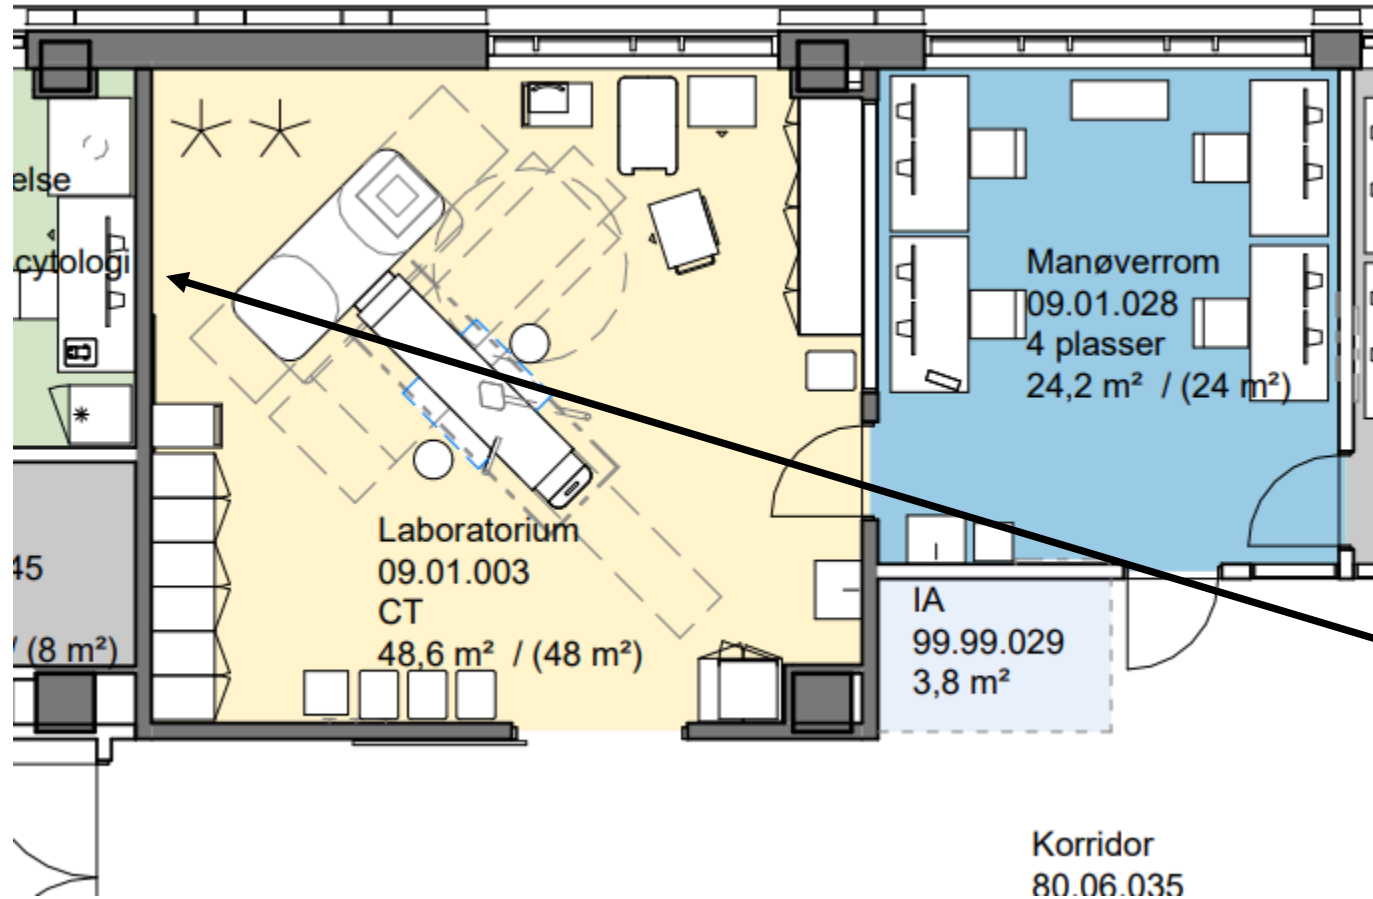 else
cytologi
45
/ (8 m²)
Laboratorium
09.01.003
CT
48,6 m² / (48 m²)
Manøverrom
09.01.028
4 plasser
24,2 m² / (24 m²)
IA
99.99.029
3,8 m²
Korridor
80.06.035